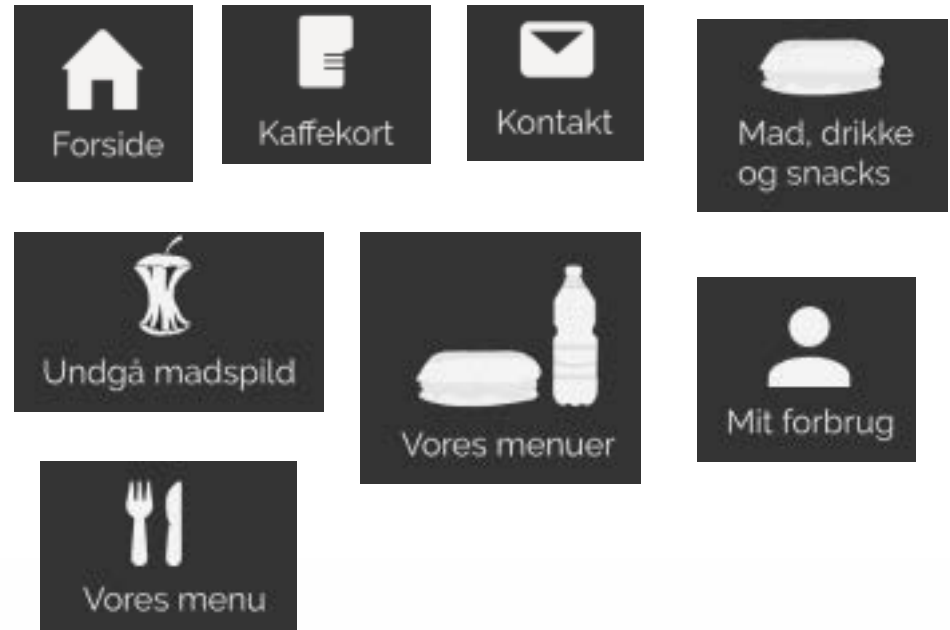 Forside
Kaffekort
Kontakt
Mad, drikke
og snacks
Undgå madspild
Vores menuer
Mit forbrug
Vores menu